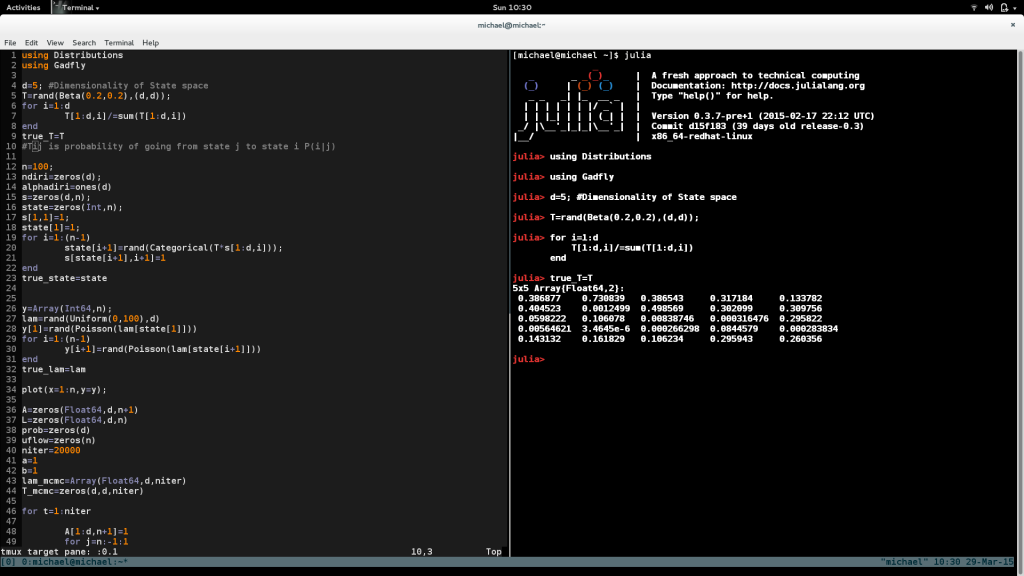 Activities Terminal Sun 10:30
michael@michael:~
File Edit View Search Terminal Help
1 using Distributions
2 using Gadfly
3
4 d=5; #Dimensionality of State space
5 T=rand(Beta(0.2,0.2),(d,d));
6 for i=1:d
7 T[1:d,i]/=sum(T[1:d,i])
8 end
9 true_T=T
10 #Tij is probability of going from state j to state i P(i|j)
11
12 n=100;
13 ndiri=zeros(d);
14 alphadiri=ones(d)
15 s=zeros(d,n);
16 state=zeros(Int,n);
17 s[1,1]=1;
18 state[1]=1;
19 for i=1:(n-1)
20 state[i+1]=rand(Categorical(T*s[1:d,i]));
21 s[state[i+1],i+1]=1
22 end
23 true_state=state
24
25
26 y=Array(Int64,n);
27 lam=rand(Uniform(0,100),d)
28 y[1]=rand(Poisson(lam[state[1]]))
29 for i=1:(n-1)
30 y[i+1]=rand(Poisson(lam[state[i+1]]))
31 end
32 true_lam=lam
33
34 plot(x=1:n,y=y);
35
36 A=zeros(Float64,d,n+1)
37 L=zeros(Float64,d,n)
38 prob=zeros(d)
39 uflow=zeros(n)
40 niter=20000
41 a=1
42 b=1
43 lam_mcmc=Array(Float64,d,niter)
44 T_mcmc=zeros(d,d,niter)
45
46 for t=1:niter
47
48 A[1:d,n+1]=1
49 for j=n:-1:1
tmux target pane: :0.1 10,3 Top
[michael@michael ~]$ julia
A fresh approach to technical computing
Documentation: http://docs.julialang.org
Type "help()" for help.
Version 0.3.7-pre+1 (2015-02-17 22:12 UTC)
Commit d15f183 (39 days old release-0.3)
x86_64-redhat-linux
julia> using Distributions
julia> using Gadfly
julia> d=5; #Dimensionality of State space
julia> T=rand(Beta(0.2,0.2),(d,d));
julia> for i=1:d
T[1:d,i]/=sum(T[1:d,i])
end
julia> true_T=T
5x5 Array{Float64,2}:
0.386877 0.730839 0.386543 0.317184 0.133782
0.404523 0.0012499 0.498569 0.302099 0.309756
0.0598222 0.106078 0.00838746 0.000316476 0.295822
0.00564621 3.4645e-6 0.000266298 0.0844579 0.000283834
0.143132 0.161829 0.106234 0.295943 0.260356
julia>
[0] 0:michael@michael:~* "michael" 10:30 29-Mar-15